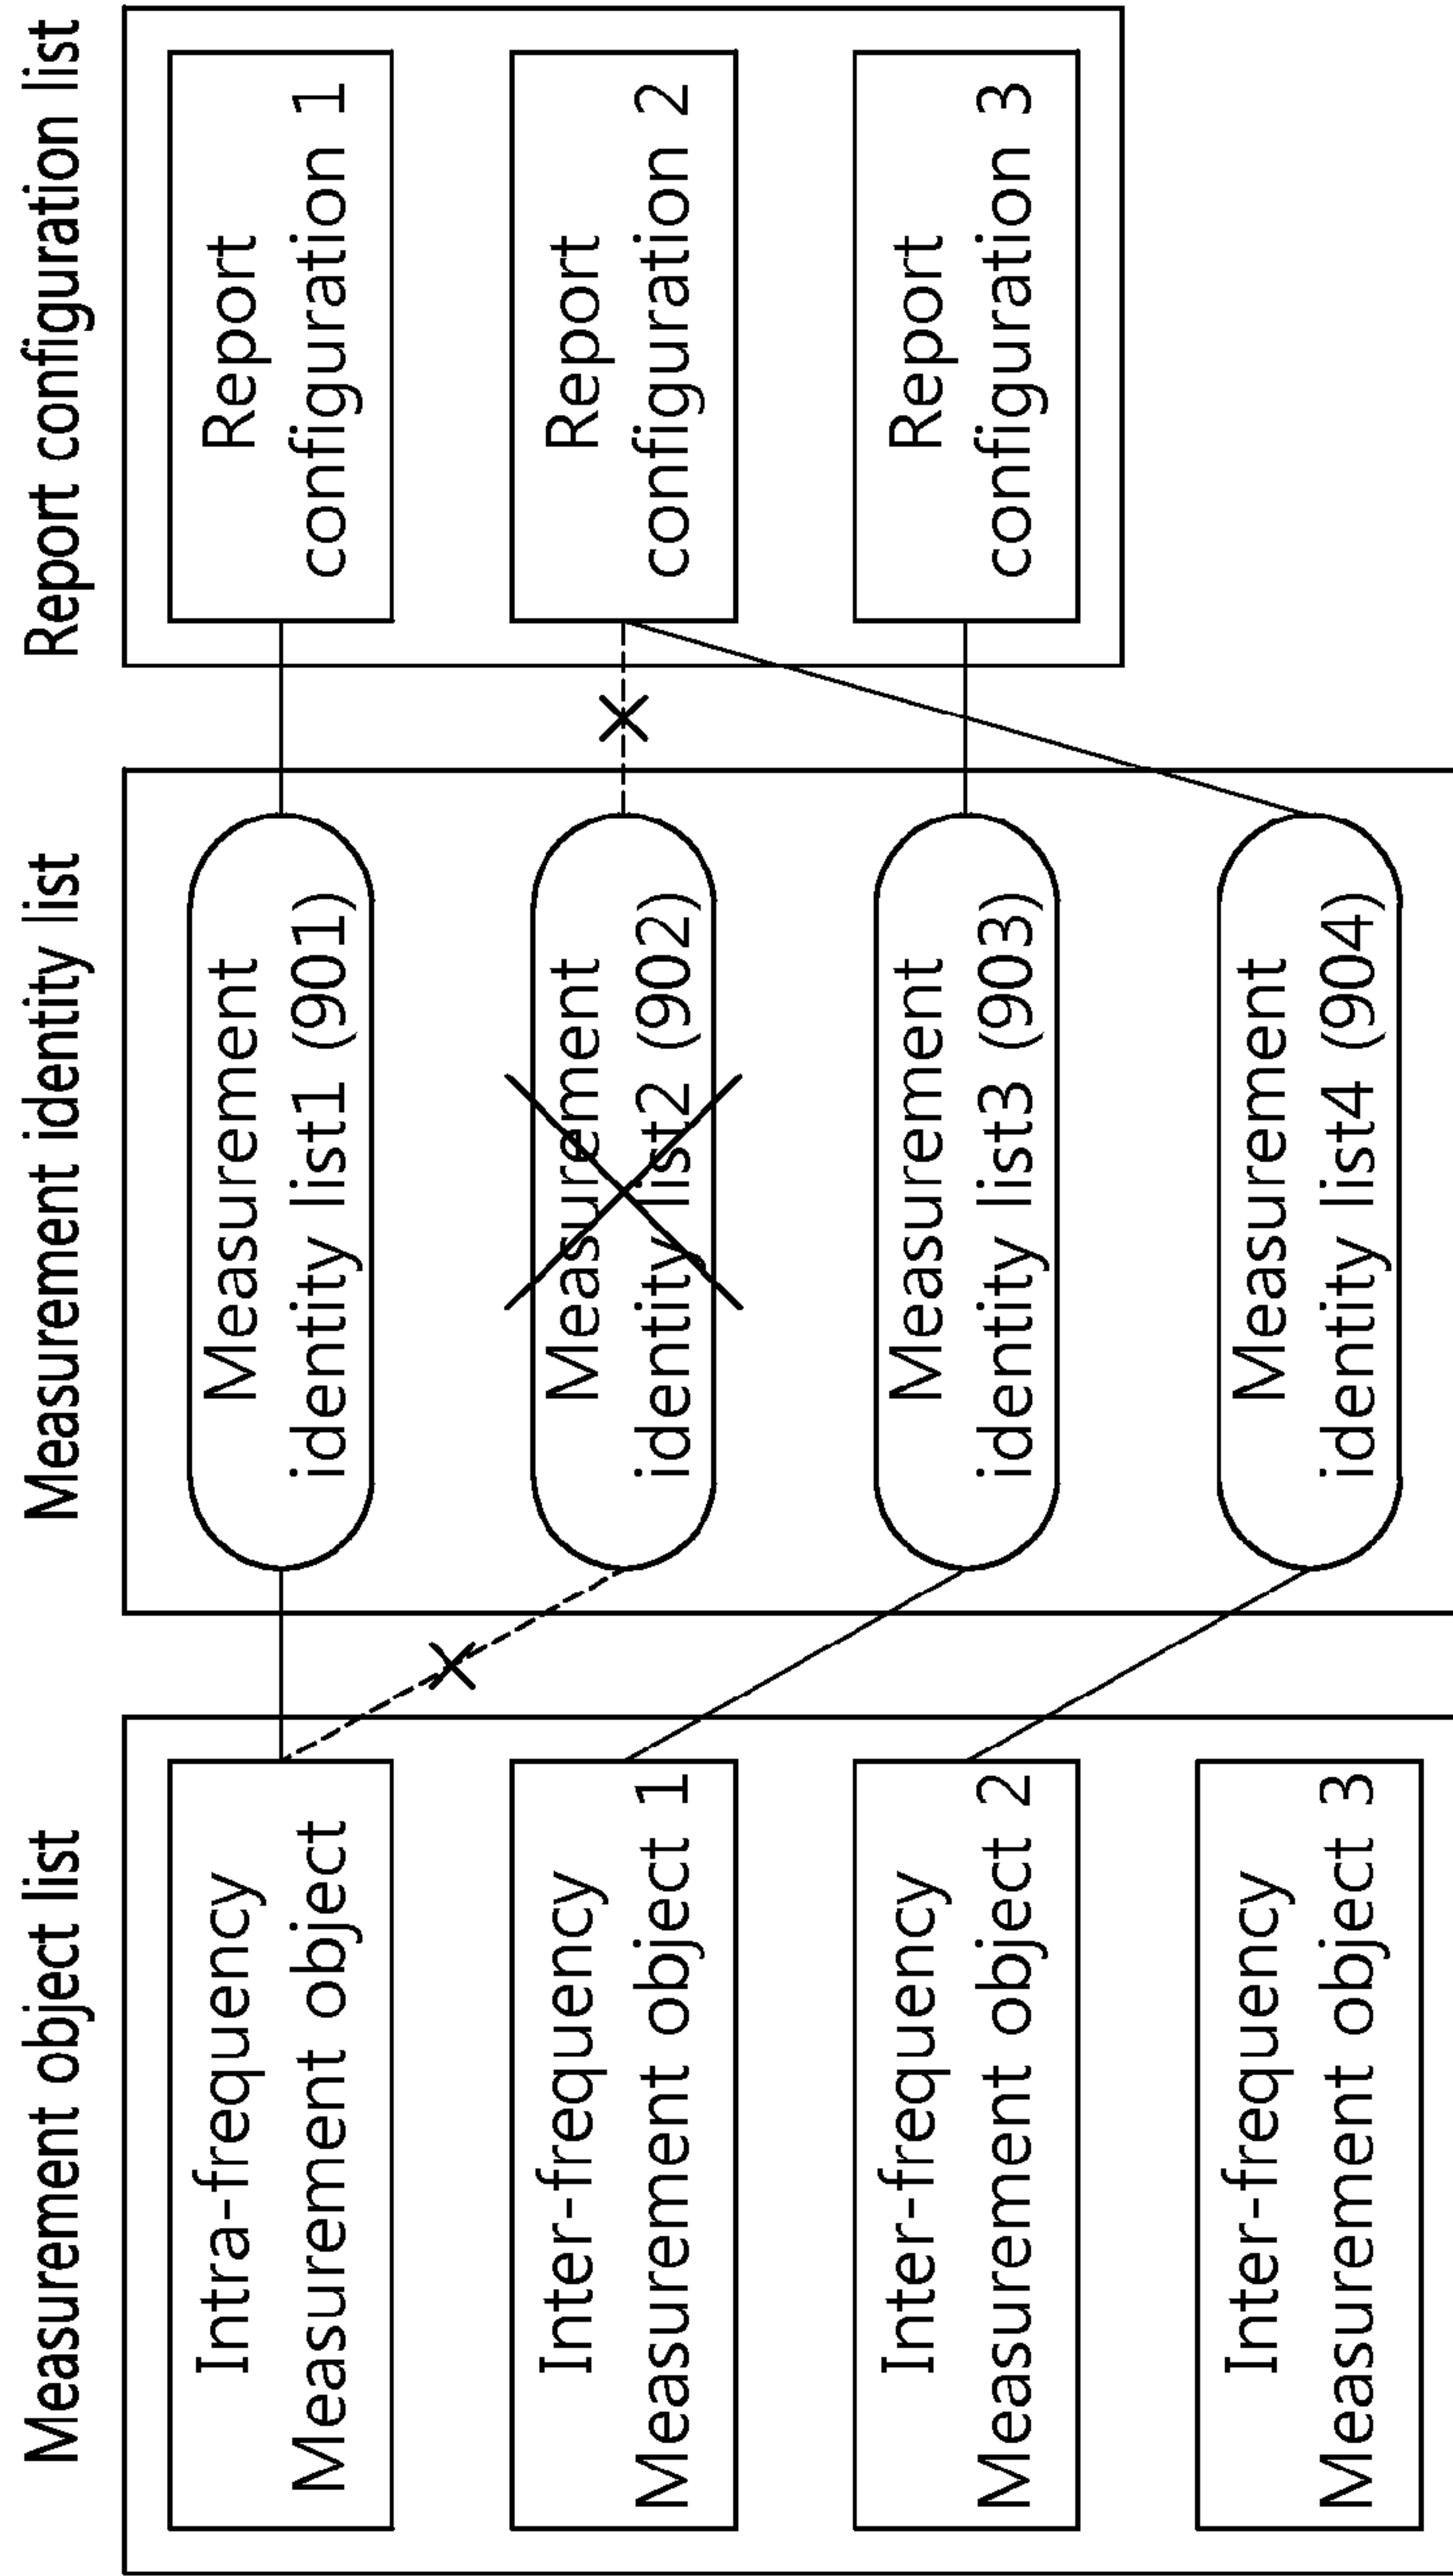 Measurement object list
Intra-frequency
Measurement object
Inter-frequency
Measurement object 1
Inter-frequency
Measurement object 2
Inter-frequency
Measurement object 3
Measurement identity list
Measurement
identity list1 (901)
Measurement
identity list2 (902)
Measurement
identity list3 (903)
Measurement
identity list4 (904)
Report configuration list
Report
configuration 1
Report
configuration 2
Report
configuration 3